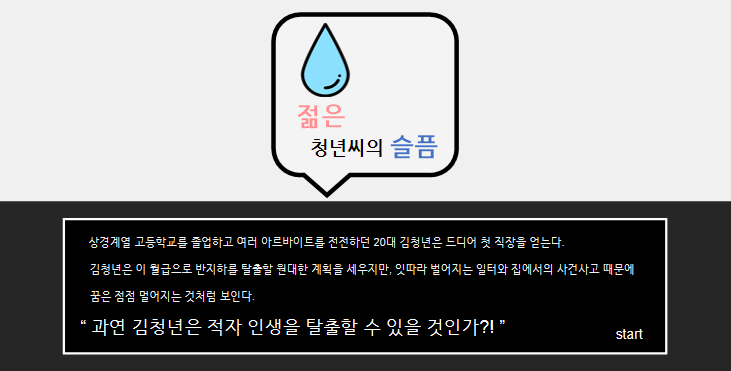 젊은
청년씨의 슬픔
상경계열 고등학교를 졸업하고 여러 아르바이트를 전전하던 20대 김청년은 드디어 첫 직장을 얻는다.
김청년은 이 월급으로 반지하를 탈출할 원대한 계획을 세우지만, 잇따라 벌어지는 일터와 집에서의 사건사고 때문에
꿈은 점점 멀어지는 것처럼 보인다.
“ 과연 김청년은 적자 인생을 탈출할 수 있을 것인가?! ”
start